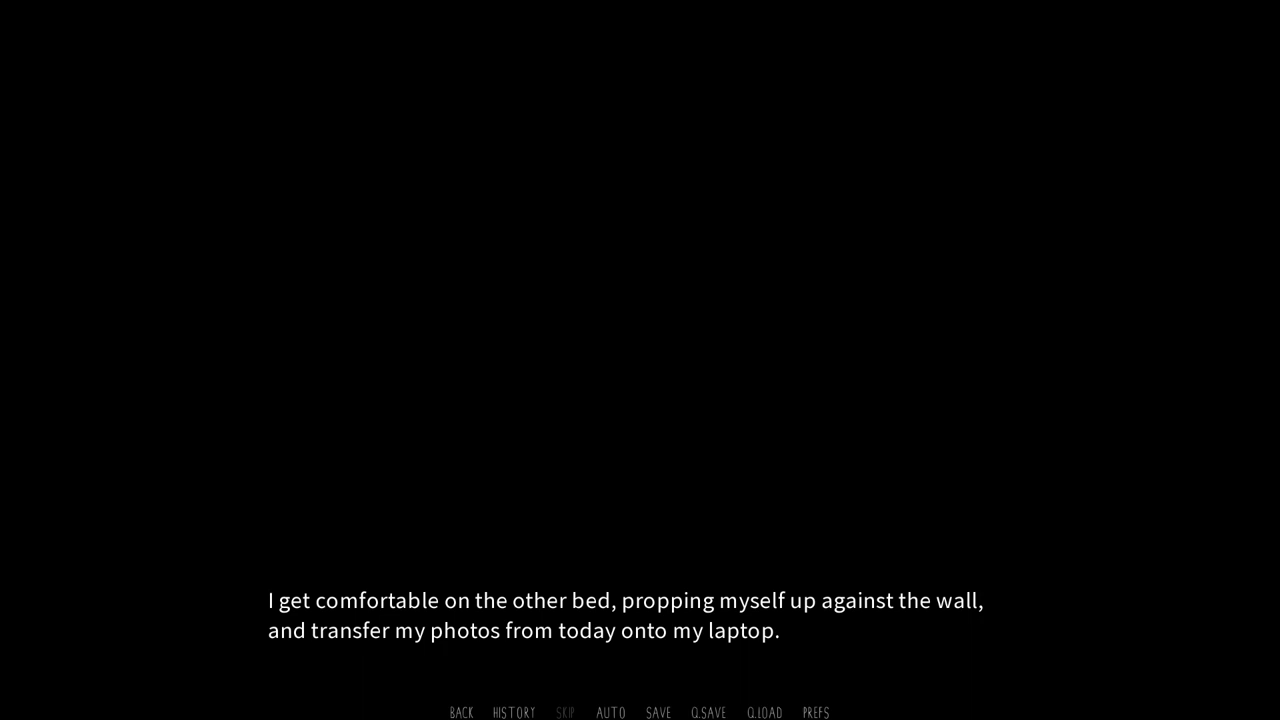 I get comfortable on the other bed, propping myself up against the wall,
and transfer my photos from today onto my laptop.
BACK HISTORY SKIP AUTO SAVE Q.SAVE Q.LOAD PREFS